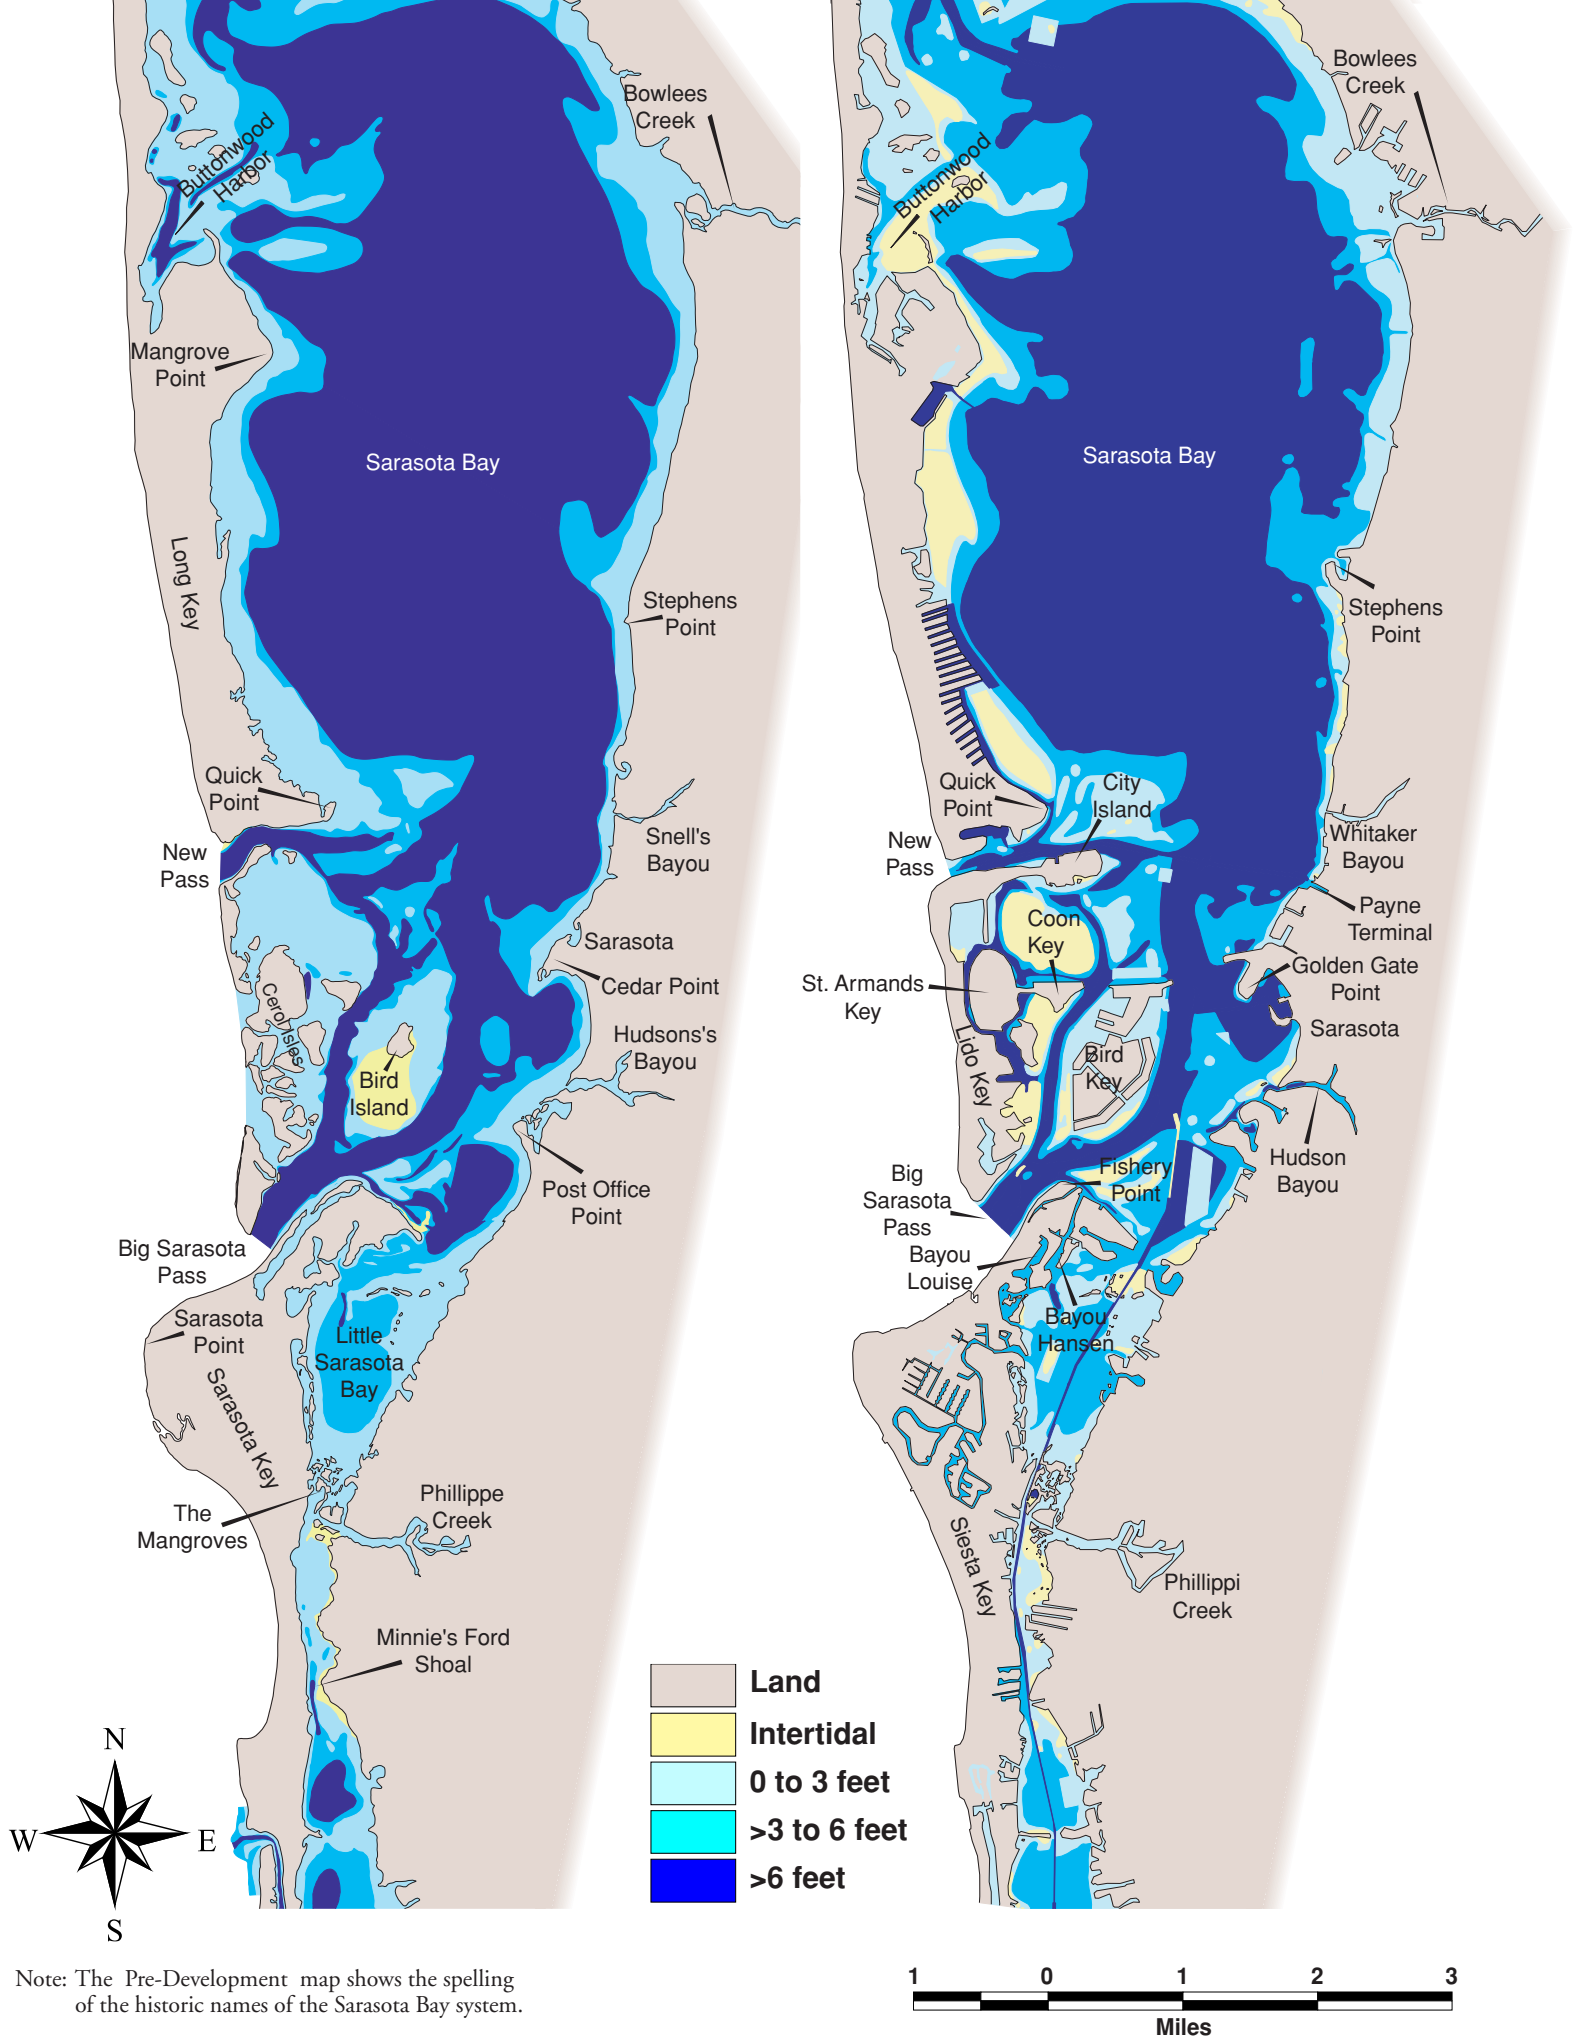 Bowlees
Creek
Buttonwood
Harbor
Mangrove
Point
Sarasota Bay
Long Key
Stephens
Point
Quick
Point
New
Pass
Snell's
Bayou
Sarasota
Cedar Point
Cerol Isles
Hudsons's
Bayou
Bird
Island
Post Office
Point
Big Sarasota
Pass
Sarasota
Point
Little
Sarasota
Bay
Sarasota Key
The
Mangroves
Phillippe
Creek
Minnie's Ford
Shoal
Bowlees
Creek
Buttonwood
Harbor
Sarasota Bay
Stephens
Point
Quick
Point
City
Island
New
Pass
Whitaker
Bayou
Payne
Terminal
Coon
Key
St. Armands
Key
Golden Gate
Point
Sarasota
Lido Key
Bird
Key
Hudson
Bayou
Fishery
Point
Big
Sarasota
Pass
Bayou
Louise
Bayou
Hansen
Siesta Key
Phillippi
Creek
Land
Intertidal
0 to 3 feet
>3 to 6 feet
>6 feet
N
W E
S
Note: The Pre-Development map shows the spelling
of the historic names of the Sarasota Bay system.
1 0 1 2 3
Miles